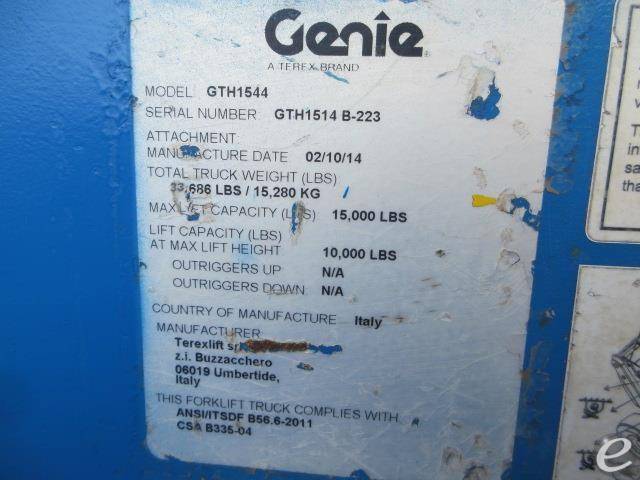 Genie
A TEREX BRAND
MODEL GTH1544
SERIAL NUMBER GTH1514 B-223
ATTACHMENT
MANUFACTURE DATE 02/10/14
TOTAL TRUCK WEIGHT (LBS)
33,686 LBS / 15,280 KG
MAX LIFT CAPACITY (LBS) 15,000 LBS
LIFT CAPACITY (LBS)
AT MAX LIFT HEIGHT 10,000 LBS
OUTRIGGERS UP N/A
OUTRIGGERS DOWN N/A
COUNTRY OF MANUFACTURE Italy
MANUFACTURER
Terexlift srl
z.i. Buzzacchero
06019 Umbertide,
Italy
THIS FORKLIFT TRUCK COMPLIES WITH
ANSI/ITSDF B56.6-2011
CSA B335-04
e